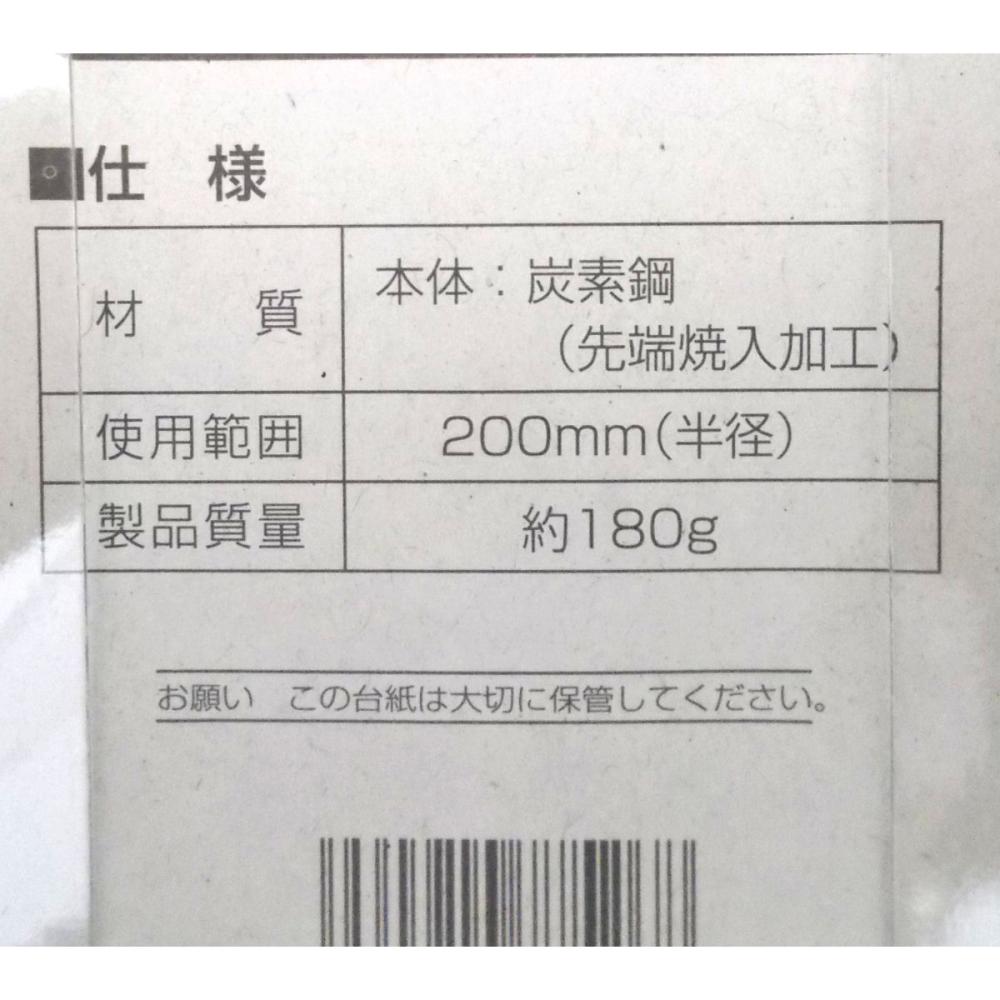 ■仕 様
材 質
本体：炭素鋼
（先端焼入加工）
使用範囲
200mm（半径）
製品質量
約180g
お願い この台紙は大切に保管してください。